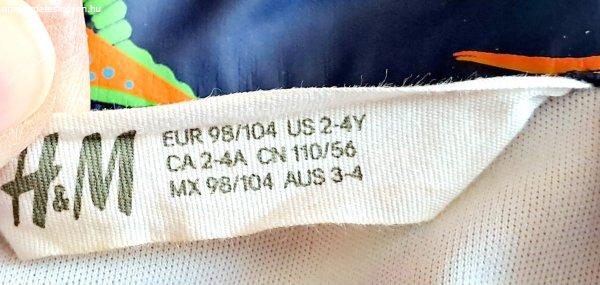 H&M
EUR 98/104 US 2-4Y
CA 2-4A CN 110/56
MX 98/104 AUS 3-4